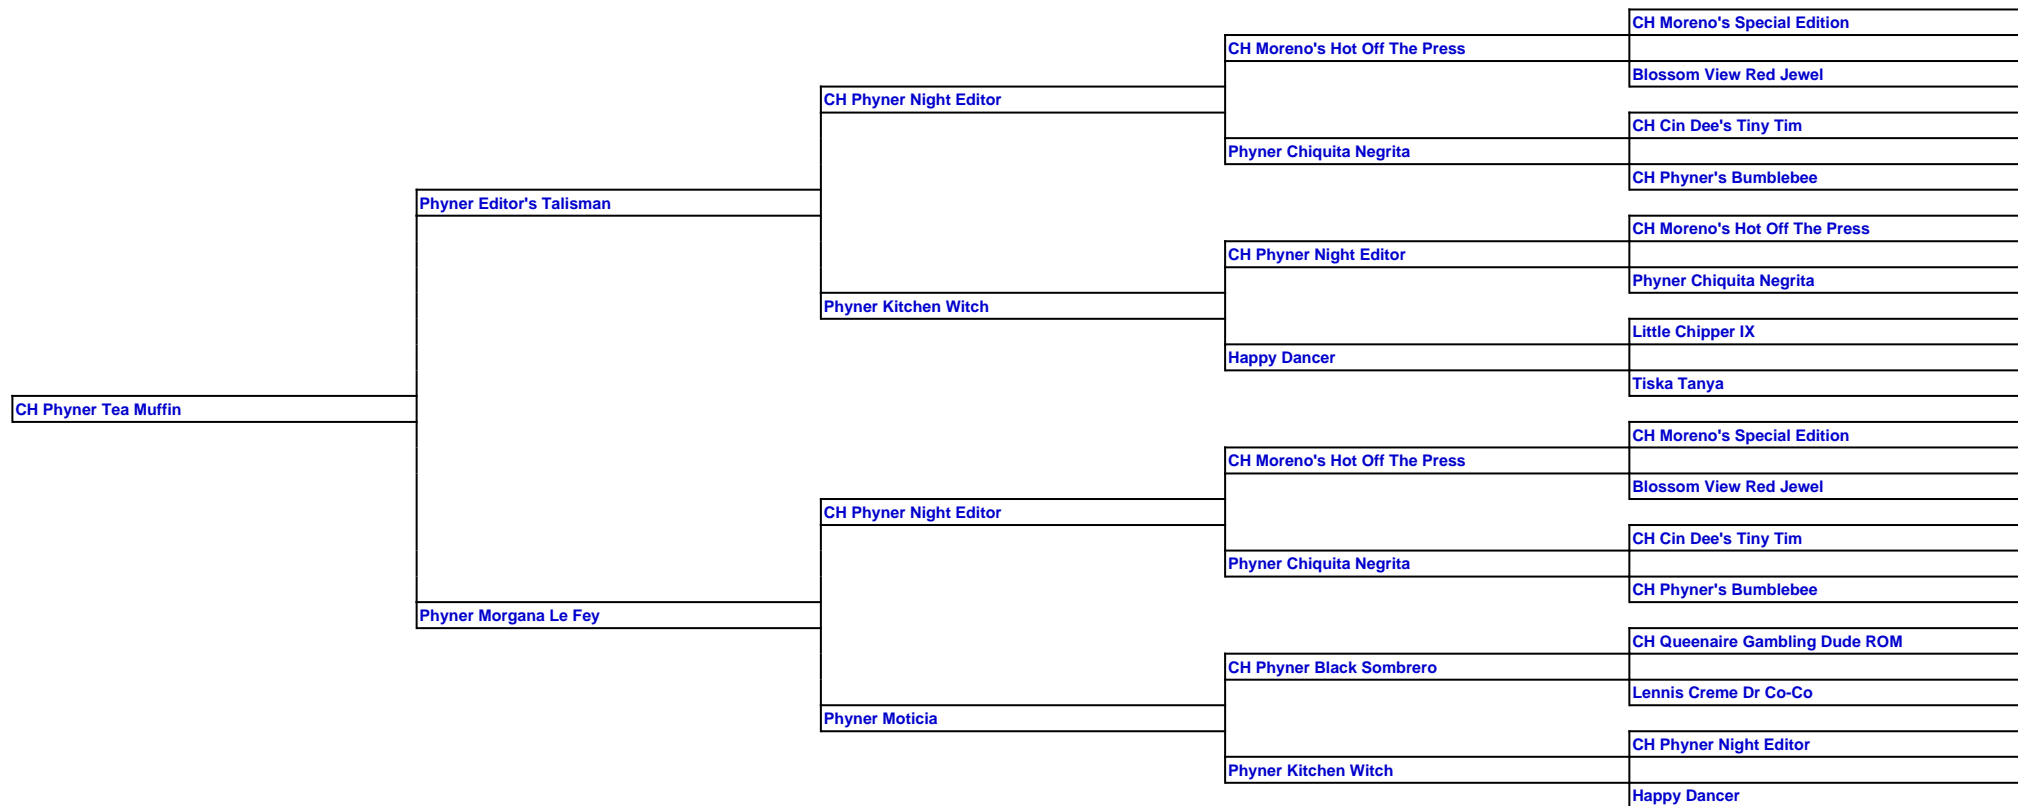 CH Moreno's Special Edition
CH Moreno's Hot Off The Press
Blossom View Red Jewel
CH Phyner Night Editor
CH Cin Dee's Tiny Tim
Phyner Chiquita Negrita
CH Phyner's Bumblebee
Phyner Editor's Talisman
CH Moreno's Hot Off The Press
CH Phyner Night Editor
Phyner Chiquita Negrita
Phyner Kitchen Witch
Little Chipper IX
Happy Dancer
Tiska Tanya
CH Phyner Tea Muffin
CH Moreno's Special Edition
CH Moreno's Hot Off The Press
Blossom View Red Jewel
CH Phyner Night Editor
CH Cin Dee's Tiny Tim
Phyner Chiquita Negrita
CH Phyner's Bumblebee
Phyner Morgana Le Fey
CH Queenaire Gambling Dude ROM
CH Phyner Black Sombrero
Lennis Creme Dr Co-Co
Phyner Moticia
CH Phyner Night Editor
Phyner Kitchen Witch
Happy Dancer